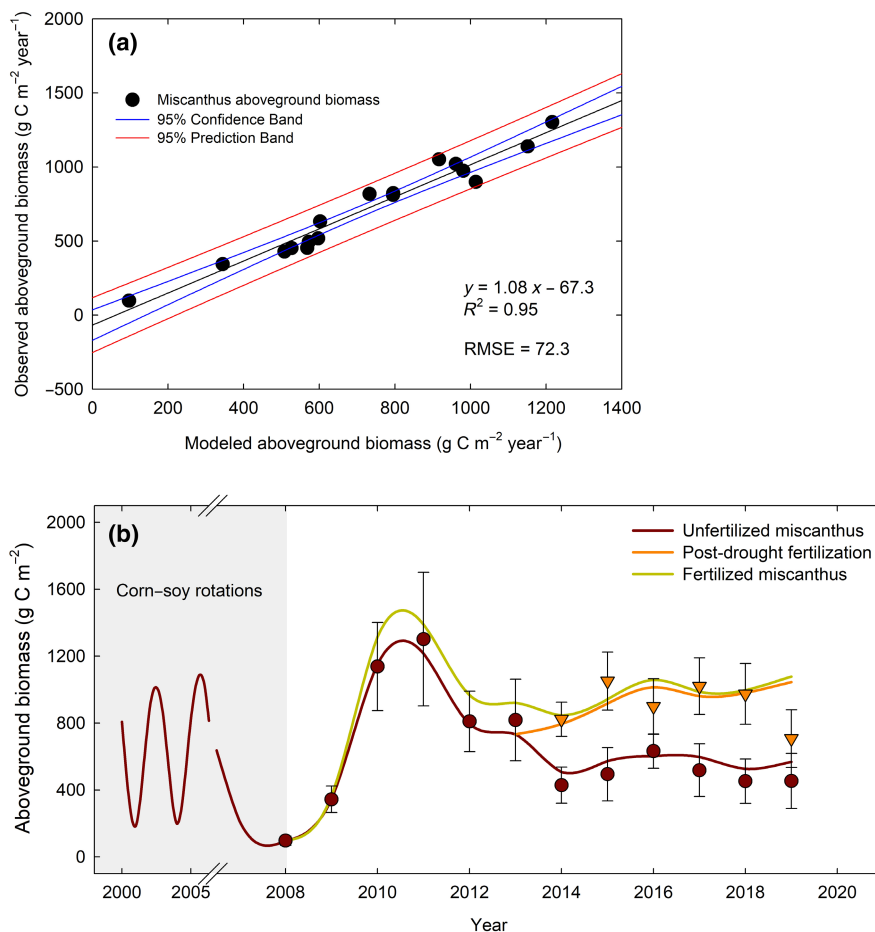 (a)
Observed aboveground biomass (g C m⁻² year⁻¹)
2000
1500
1000
500
0
−500
Miscanthus aboveground biomass
95% Confidence Band
95% Prediction Band
y = 1.08 x – 67.3
R² = 0.95
RMSE = 72.3
0 200 400 600 800 1000 1200 1400
Modeled aboveground biomass (g C m⁻² year⁻¹)
(b)
Aboveground biomass (g C m⁻²)
2000
1600
1200
800
400
0
Corn–soy rotations
Unfertilized miscanthus
Post-drought fertilization
Fertilized miscanthus
2000 2005 2008 2010 2012 2014 2016 2018 2020
Year